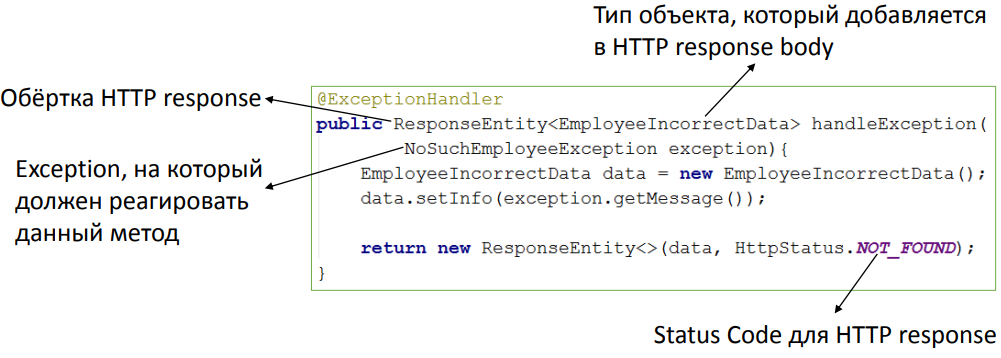 Тип объекта, который добавляется
в HTTP response body
Обёртка HTTP response
Exception, на который
должен реагировать
данный метод
@ExceptionHandler
public ResponseEntity<EmployeeIncorrectData> handleException(
NoSuchEmployeeException exception){
EmployeeIncorrectData data = new EmployeeIncorrectData();
data.setInfo(exception.getMessage());
return new ResponseEntity<>(data, HttpStatus.NOT_FOUND);
}
Status Code для HTTP response